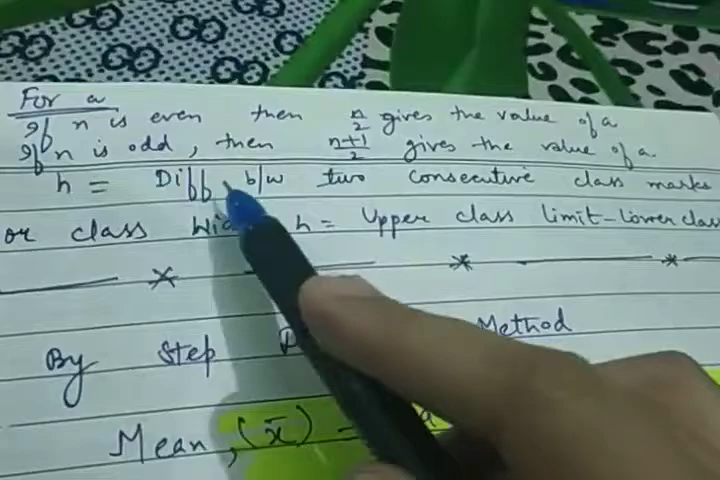 For a
If n is even then n/2 gives the value of a
If n is odd, then n+1/2 gives the value of a.
h = Diff b/w two consecutive class marks
or class h = Upper class limit - Lower class
By Step Method
Mean, (x̄) =